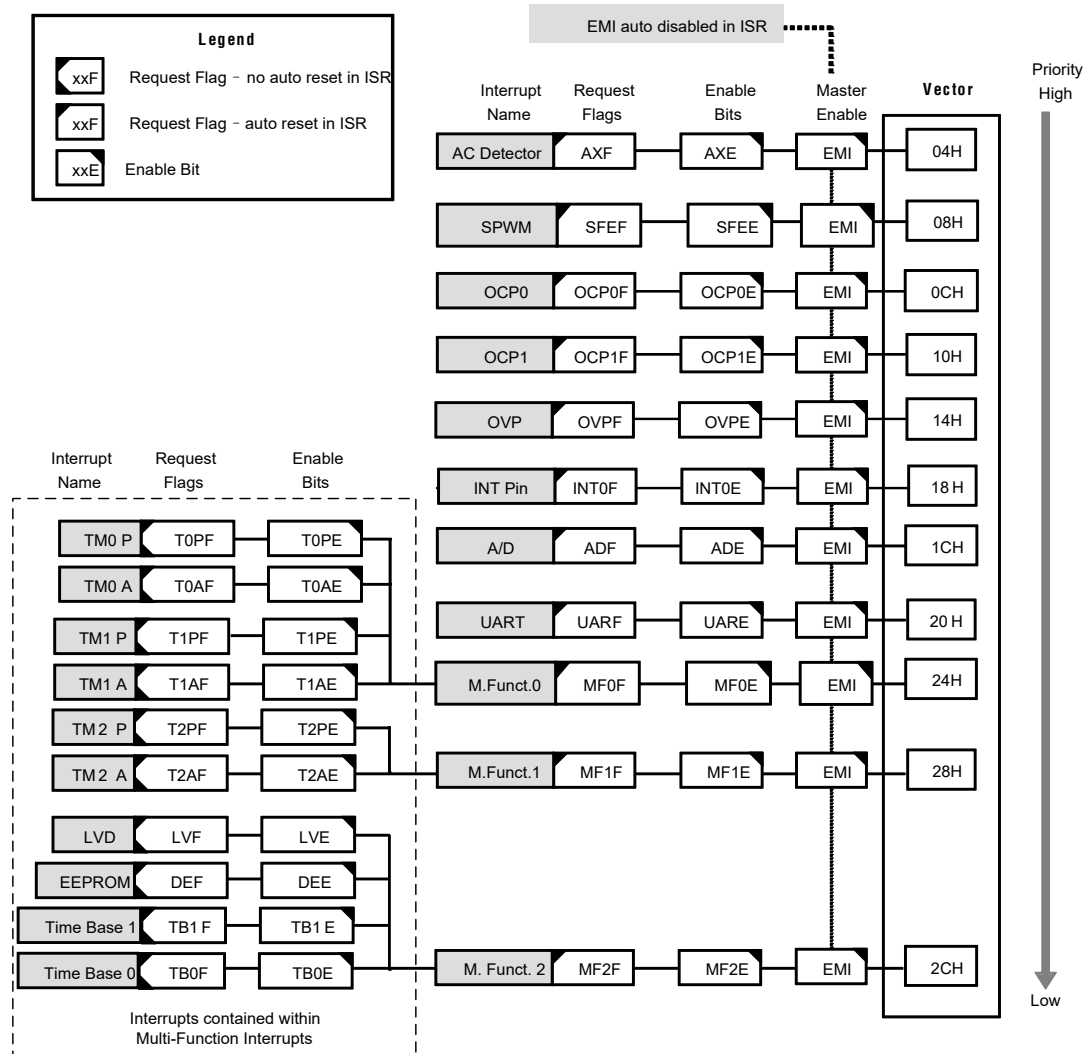 Legend
xxF Request Flag – no auto reset in ISR
xxF Request Flag – auto reset in ISR
xxE Enable Bit
EMI auto disabled in ISR
Priority
High
Interrupt Name Request Flags Enable Bits Master Enable Vector
AC Detector AXF AXE EMI 04H
SPWM SFEF SFEE EMI 08H
OCP0 OCP0F OCP0E EMI 0CH
OCP1 OCP1F OCP1E EMI 10H
OVP OVPF OVPE EMI 14H
INT Pin INT0F INT0E EMI 18 H
A/D ADF ADE EMI 1CH
UART UARF UARE EMI 20 H
M.Funct.0 MF0F MF0E EMI 24H
M.Funct.1 MF1F MF1E EMI 28H
M. Funct. 2 MF2F MF2E EMI 2CH
Low
Interrupt Name Request Flags Enable Bits
TM0 P T0PF T0PE
TM0 A T0AF T0AE
TM1 P T1PF T1PE
TM1 A T1AF T1AE
TM 2 P T2PF T2PE
TM 2 A T2AF T2AE
LVD LVF LVE
EEPROM DEF DEE
Time Base 1 TB1 F TB1 E
Time Base 0 TB0F TB0E
Interrupts contained within
Multi-Function Interrupts